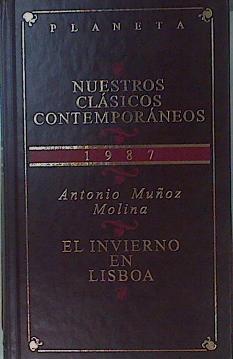 PLANETA
NUESTROS
CLÁSICOS
CONTEMPORÁNEOS
1987
Antonio Muñoz
Molina
EL INVIERNO
EN
LISBOA